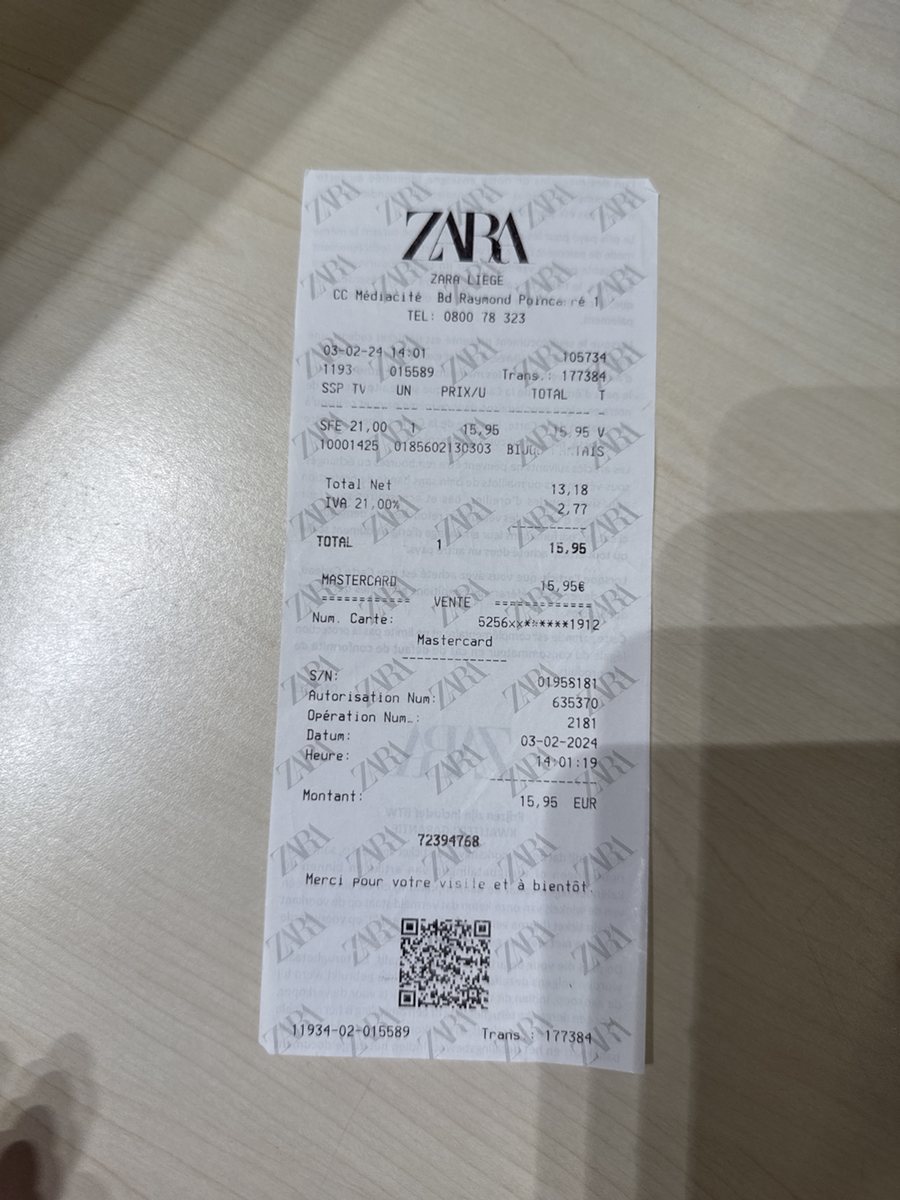 ZARA
ZARA LIEGE
CC Médiacité Bd Raymond Poincaré 1
TEL: 0800 78 323
03-02-24 14:01 105734
1193 015589 Trans.: 177384
SSP TV UN PRIX/U TOTAL T
SFE 21,00 1 15,95 15,95 V
10001425 0185602130303
Total Net 13,18
IVA 21,00% 2,77
TOTAL 1 15,95
MASTERCARD 15,95€
============ VENTE =============
Num. Carte: 5256xx******1912
Mastercard
S/N: 01958181
Autorisation Num: 635370
Opération Num.: 2181
Datum: 03-02-2024
Heure: 14:01:19
Montant: 15,95 EUR
72394768
Merci pour votre visite et à bientôt.
11934-02-015589 Trans.: 177384